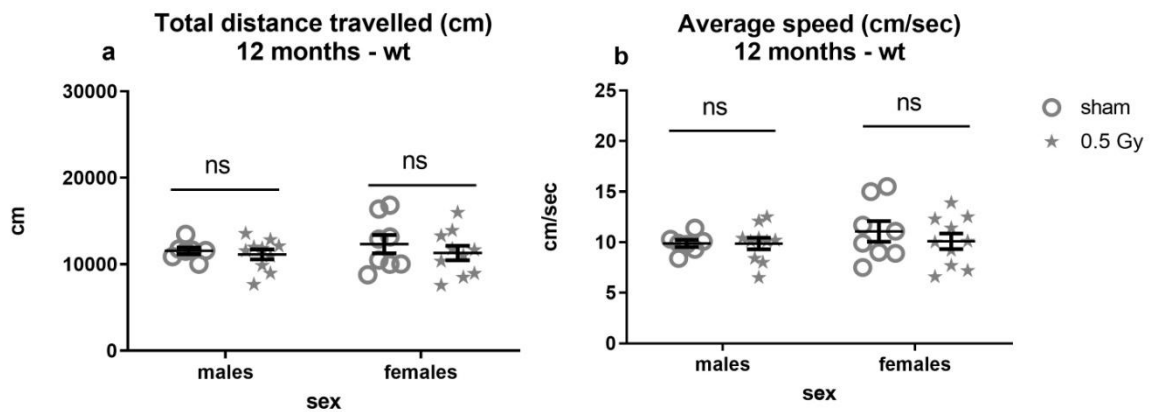 Total distance travelled (cm)
a 12 months - wt
30000
20000
10000
0
cm
ns
ns
males
females
sex
Average speed (cm/sec)
b 12 months - wt
25
20
15
10
5
0
cm/sec
ns
ns
males
females
sex
sham
0.5 Gy